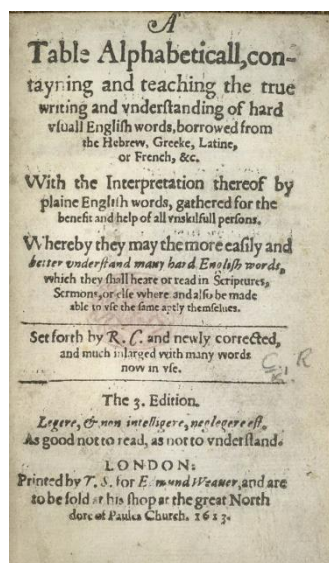 A
Table Alphabeticall, con-
tayning and teaching the true
writing and vnderſtanding of hard
vſuall Engliſh words, borrowed from
the Hebrew, Greeke, Latine,
or French, &c.
With the Interpretation thereof by
plaine Engliſh words, gathered for the
benefit and help of all vnskilfull perſons.
Whereby they may the more eaſily and
better vnderſtand many hard Engliſh words,
which they ſhall heare or read in Scriptures,
Sermons, or elſe where and alſo be made
able to vſe the ſame aptly themſelues.
Set forth by R. C. and newly corrected,
and much inlarged with many words
now in vſe.
C. R
The 3. Edition.
Legere, & non intelligere, neglegere eſt.
As good not to read, as not to vnderſtand.
LONDON:
Printed by T. S. for Edmund Weauer, and are
to be ſold at his ſhop at the great North
dore of Paules Church. 1613.